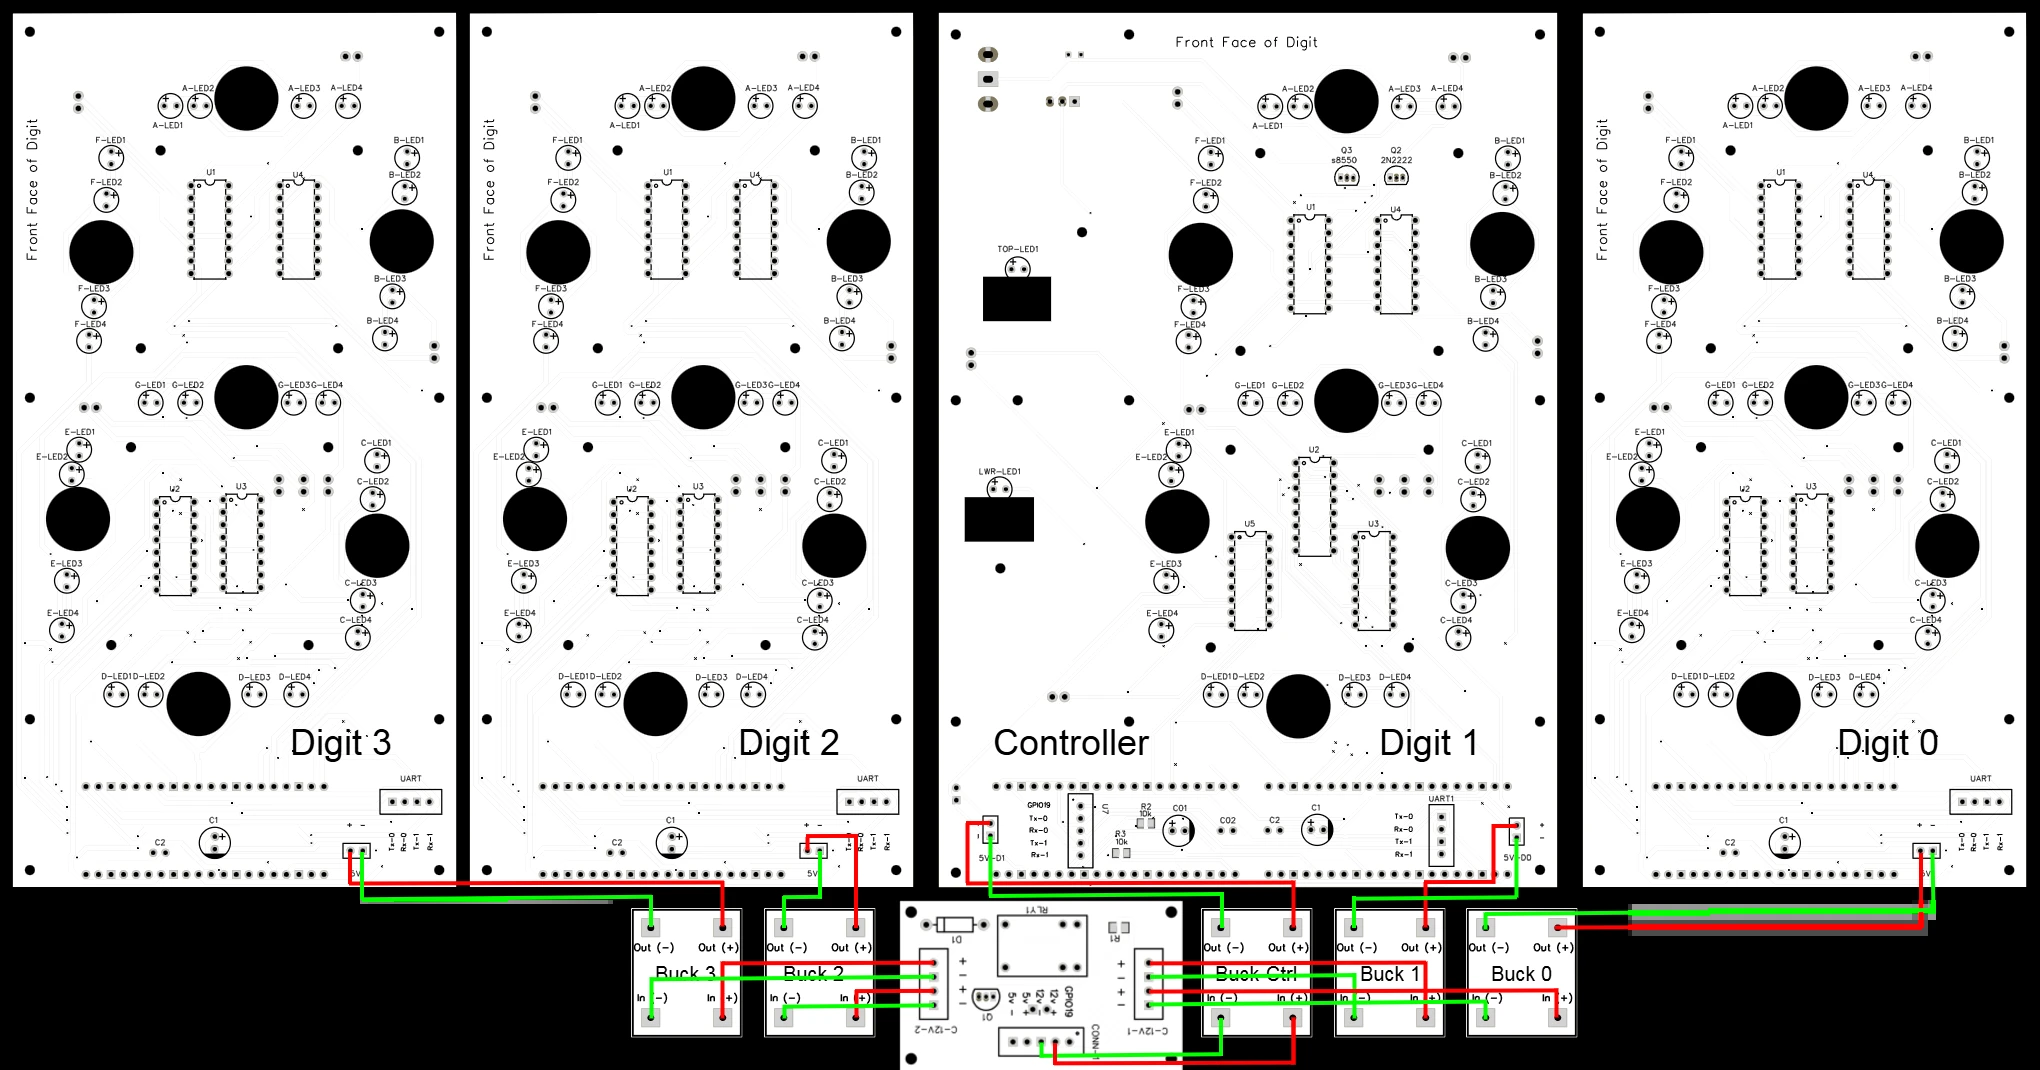 Front Face of Digit
A-LED1
A-LED2
A-LED3
A-LED4
F-LED1
F-LED2
F-LED3
F-LED4
B-LED1
B-LED2
B-LED3
B-LED4
U1
U4
G-LED1
G-LED2
G-LED3
G-LED4
E-LED1
E-LED2
E-LED3
E-LED4
C-LED1
C-LED2
C-LED3
C-LED4
U2
U3
D-LED1
D-LED2
D-LED3
D-LED4
Digit 3
UART
C1
C2
+ -
Tx-0
Rx-0
Tx-1
Rx-1
5V
Front Face of Digit
A-LED1
A-LED2
A-LED3
A-LED4
F-LED1
F-LED2
F-LED3
F-LED4
B-LED1
B-LED2
B-LED3
B-LED4
U1
U4
G-LED1
G-LED2
G-LED3
G-LED4
E-LED1
E-LED2
E-LED3
E-LED4
C-LED1
C-LED2
C-LED3
C-LED4
U2
U3
D-LED1
D-LED2
D-LED3
D-LED4
Digit 2
UART
C1
C2
+ -
Tx-0
Rx-0
Tx-1
Rx-1
5V
Front Face of Digit
A-LED1
A-LED2
A-LED3
A-LED4
F-LED1
F-LED2
F-LED3
F-LED4
Q3
s8550
Q2
2N2222
B-LED1
B-LED2
B-LED3
B-LED4
U1
U4
TOP-LED1
LWR-LED1
G-LED1
G-LED2
G-LED3
G-LED4
E-LED1
E-LED2
E-LED3
E-LED4
C-LED1
C-LED2
C-LED3
C-LED4
U2
U5
U3
D-LED1
D-LED2
D-LED3
D-LED4
Controller
Digit 1
GPIO19
Tx-0
Rx-0
Tx-1
Rx-1
U7
R2
10k
R3
10k
CO1
CO2
C2
C1
UART1
Tx-0
Rx-0
Tx-1
Rx-1
+
-
5V-D1
5V-D0
Front Face of Digit
A-LED1
A-LED2
A-LED3
A-LED4
F-LED1
F-LED2
F-LED3
F-LED4
B-LED1
B-LED2
B-LED3
B-LED4
U1
U4
G-LED1
G-LED2
G-LED3
G-LED4
E-LED1
E-LED2
E-LED3
E-LED4
C-LED1
C-LED2
C-LED3
C-LED4
U2
U3
D-LED1
D-LED2
D-LED3
D-LED4
Digit 0
UART
C1
C2
Tx-0
Rx-0
Tx-1
Rx-1
Out (-) Out (+)
Buck 3
In (-) In (+)
Out (-) Out (+)
Buck 2
In (-) In (+)
RLY1
D1
R1
+
-
+
-
C-12V-2
Q1
5v -
5v +
12v -
12v +
GPIO19
CONN-1
+
-
+
-
C-12V-1
Out (-) Out (+)
Buck Ctrl
In (-) In (+)
Out (-) Out (+)
Buck 1
In (-) In (+)
Out (-) Out (+)
Buck 0
In (-) In (+)